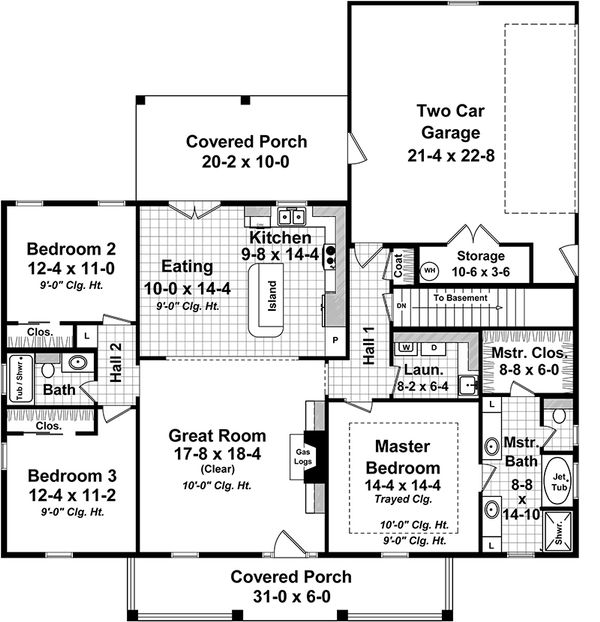 Two Car
Garage
21-4 x 22-8
Covered Porch
20-2 x 10-0
Bedroom 2
12-4 x 11-0
9'-0" Clg. Ht.
Kitchen
9-8 x 14-4
Eating
10-0 x 14-4
9'-0" Clg. Ht.
Island
Coat
WH
Storage
10-6 x 3-6
DN
To Basement
P
Hall 1
Clos.
L
Hall 2
Tub / Shwr.
Bath
W
D
Laun.
8-2 x 6-4
Mstr. Clos.
8-8 x 6-0
Clos.
Bedroom 3
12-4 x 11-2
9'-0" Clg. Ht.
Great Room
17-8 x 18-4
(Clear)
10'-0" Clg. Ht.
Gas
Logs
Master
Bedroom
14-4 x 14-4
Trayed Clg.
10'-0" Clg. Ht.
9'-0" Clg. Ht.
L
Mstr.
Bath
8-8
x
14-10
Jet
Tub
Shwr.
L
Covered Porch
31-0 x 6-0